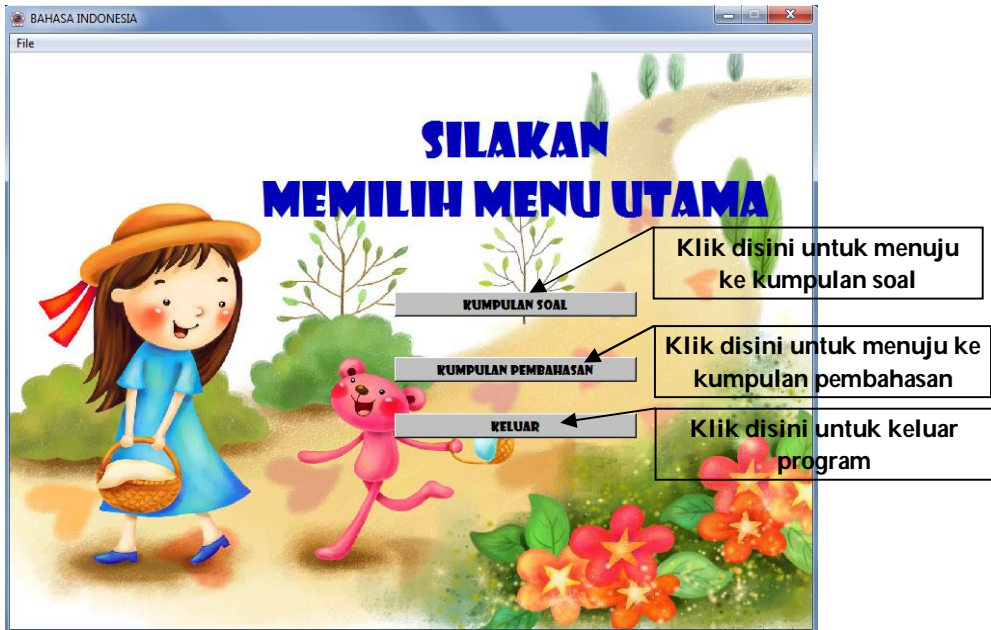 BAHASA INDONESIA
File
SILAKAN
MEMILIH MENU UTAMA
Klik disini untuk menuju
ke kumpulan soal
KUMPULAN SOAL
Klik disini untuk menuju ke
kumpulan pembahasan
KUMPULAN PEMBAHASAN
Klik disini untuk keluar
program
KELUAR